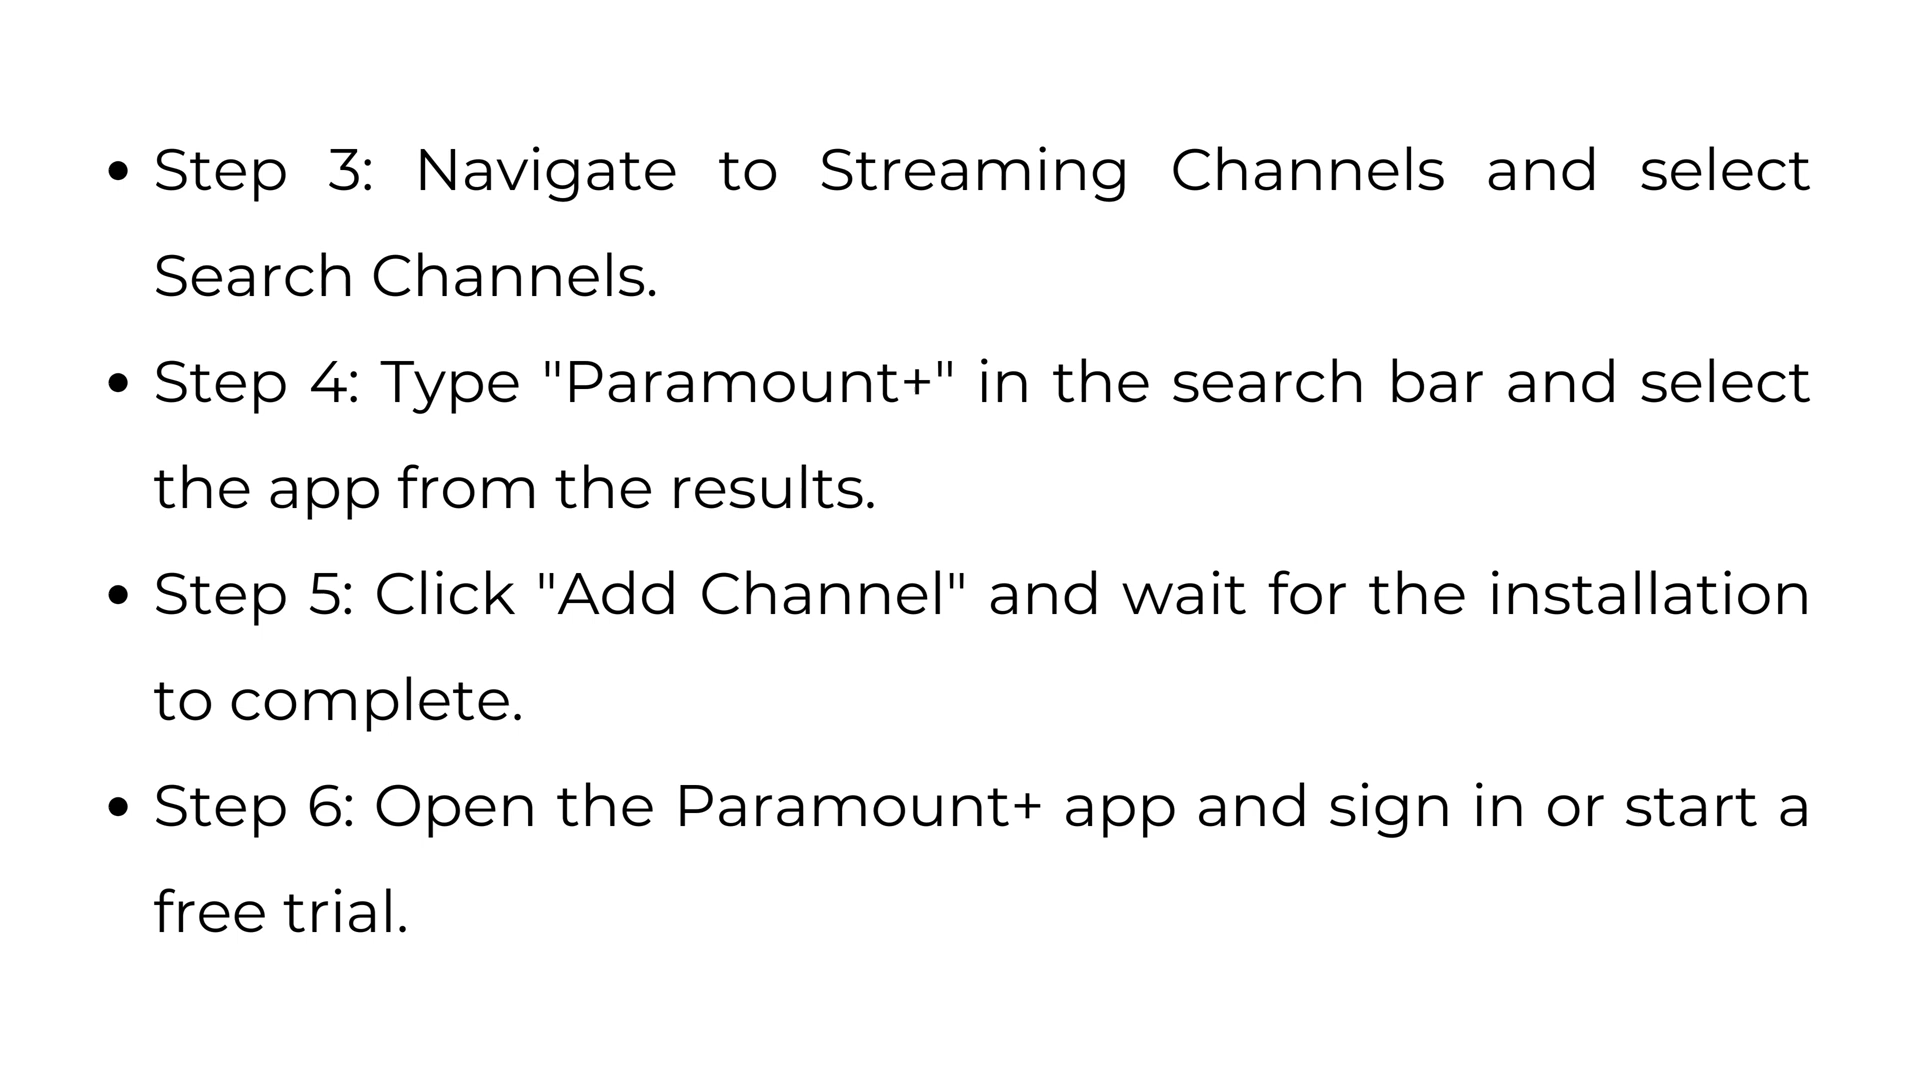 • Step 3: Navigate to Streaming Channels and select
Search Channels.
• Step 4: Type "Paramount+" in the search bar and select
the app from the results.
• Step 5: Click "Add Channel" and wait for the installation
to complete.
• Step 6: Open the Paramount+ app and sign in or start a
free trial.